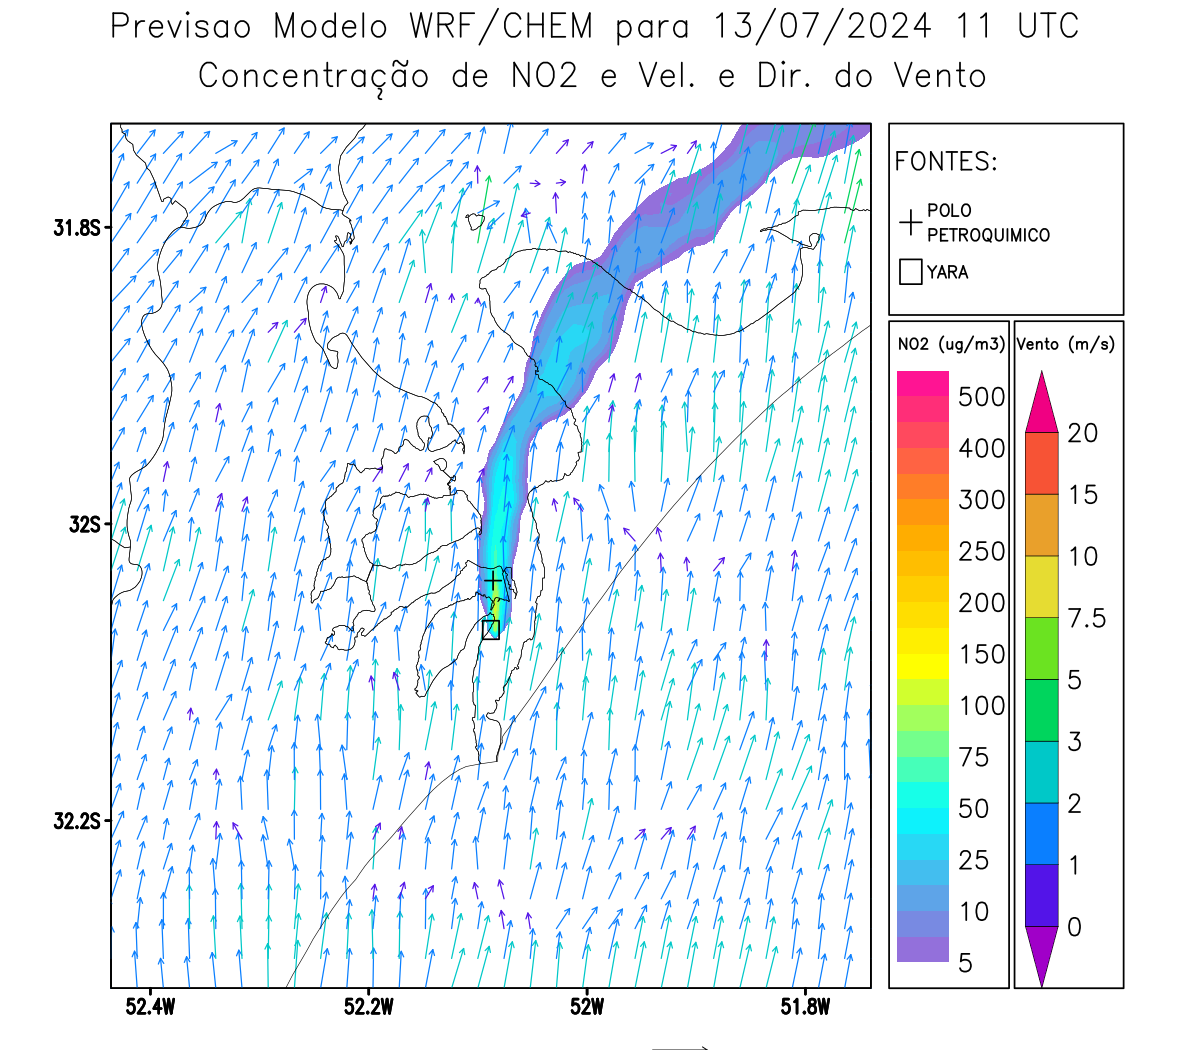 Previsao Modelo WRF/CHEM para 13/07/2024 11 UTC
Concentração de NO2 e Vel. e Dir. do Vento
FONTES:
POLO
PETROQUIMICO
YARA
NO2 (ug/m3)
500
400
300
250
200
150
100
75
50
25
10
5
Vento (m/s)
20
15
10
7.5
5
3
2
1
0
31.8S
32S
32.2S
52.4W
52.2W
52W
51.8W